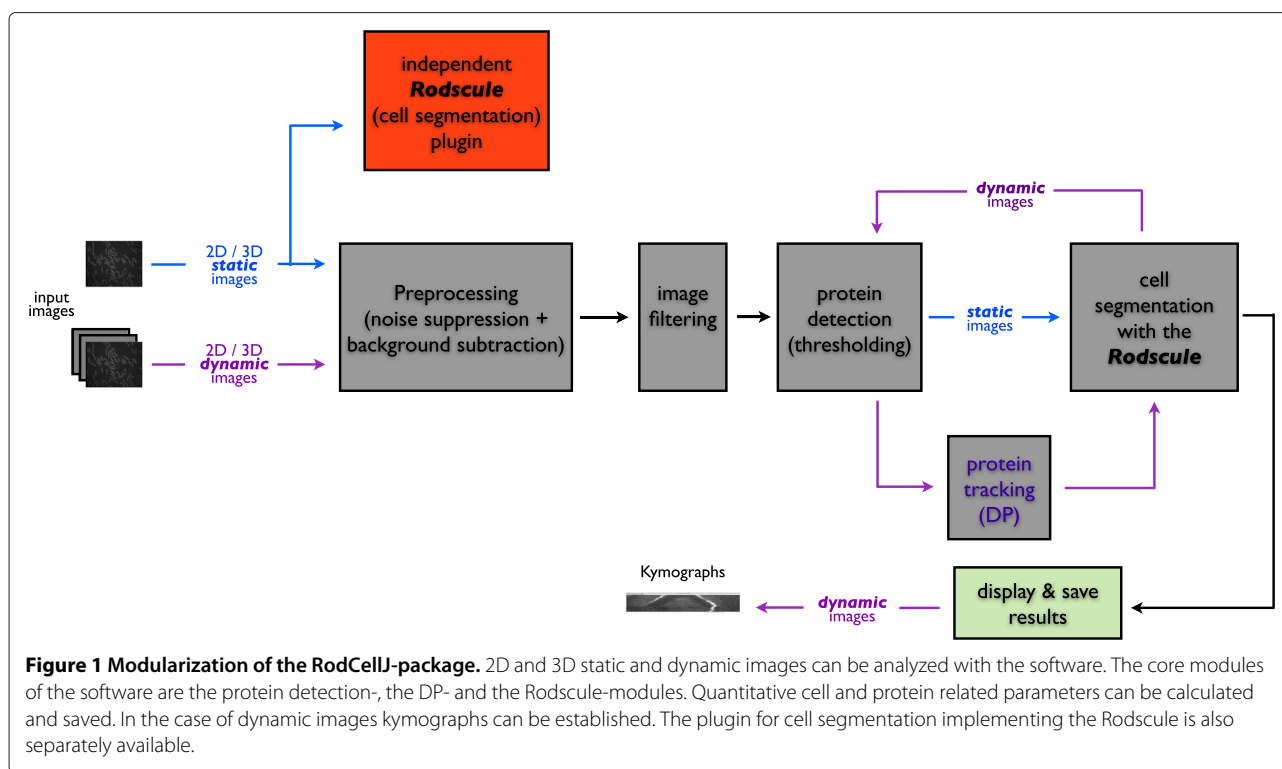 independent
Rodscule
(cell segmentation)
plugin
dynamic
images
input
images
2D / 3D
static
images
2D / 3D
dynamic
images
Preprocessing
(noise suppression +
background subtraction)
image
filtering
protein
detection
(thresholding)
static
images
cell
segmentation
with the
Rodscule
protein
tracking
(DP)
Kymographs
dynamic
images
display & save
results
Figure 1 Modularization of the RodCellJ-package. 2D and 3D static and dynamic images can be analyzed with the software. The core modules
of the software are the protein detection-, the DP- and the Rodscule-modules. Quantitative cell and protein related parameters can be calculated
and saved. In the case of dynamic images kymographs can be established. The plugin for cell segmentation implementing the Rodscule is also
separately available.